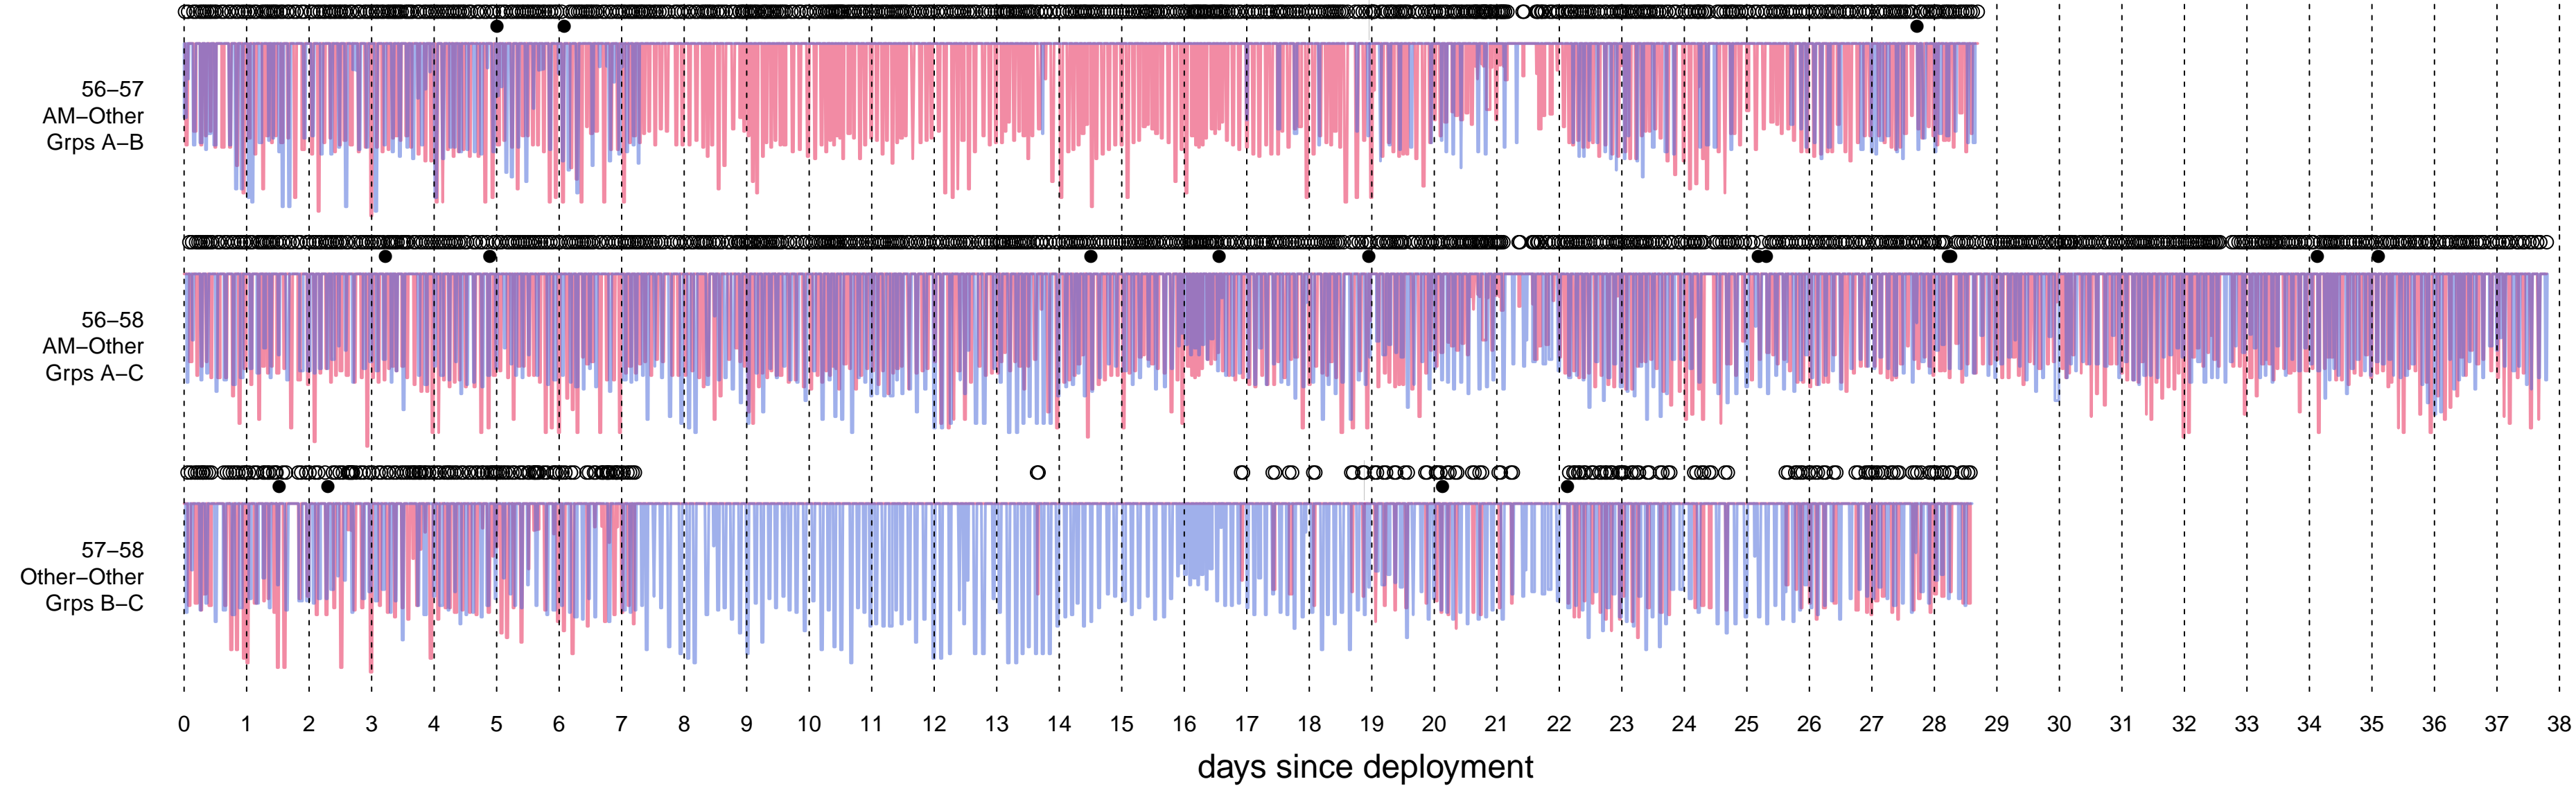 56–57
AM–Other
Grps A–B
56–58
AM–Other
Grps A–C
57–58
Other–Other
Grps B–C
0 1 2 3 4 5 6 7 8 9 10 11 12 13 14 15 16 17 18 19 20 21 22 23 24 25 26 27 28 29 30 31 32 33 34 35 36 37 38
days since deployment